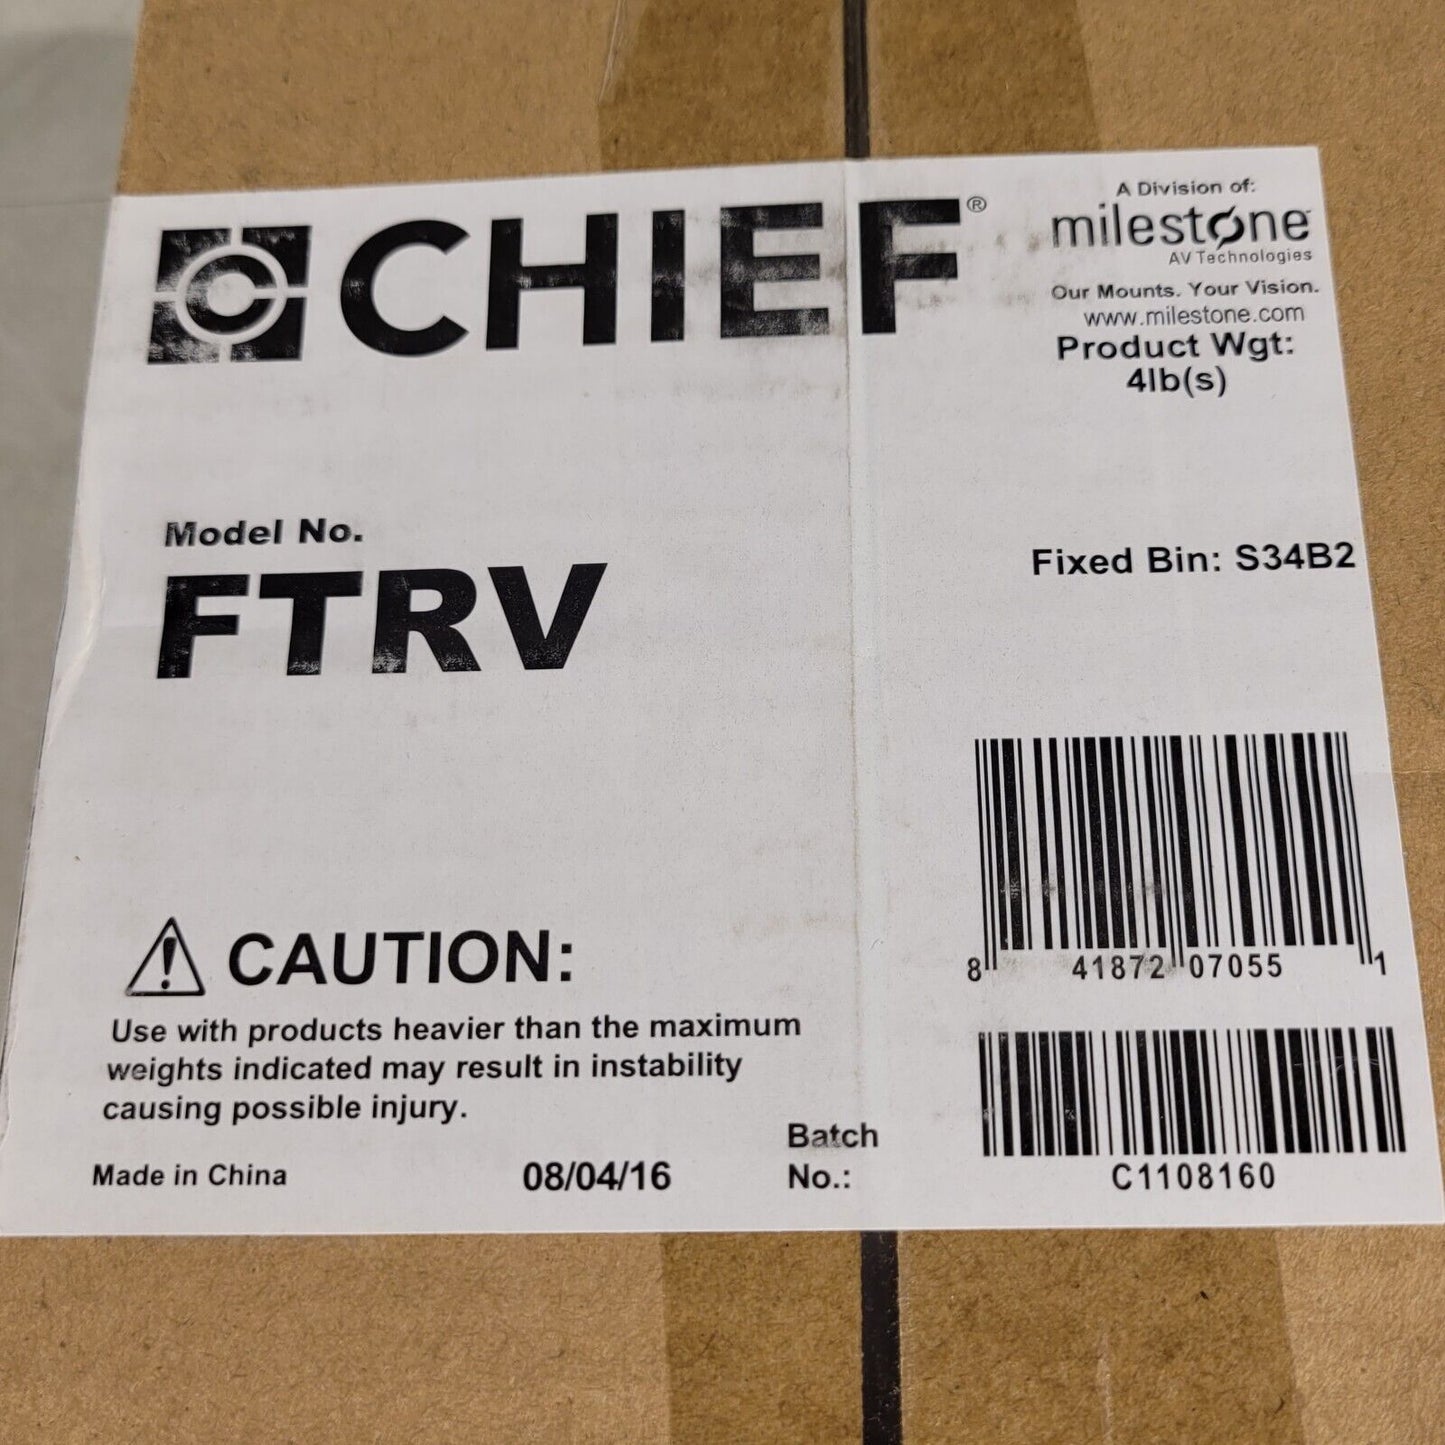 CHIEF®
A Division of:
milestone
AV Technologies
Our Mounts. Your Vision.
www.milestone.com
Product Wgt:
4lb(s)
Model No.
FTRV
Fixed Bin: S34B2
8 41872 07055 1
CAUTION:
Use with products heavier than the maximum
weights indicated may result in instability
causing possible injury.
Made in China
08/04/16
Batch
No.:
C1108160